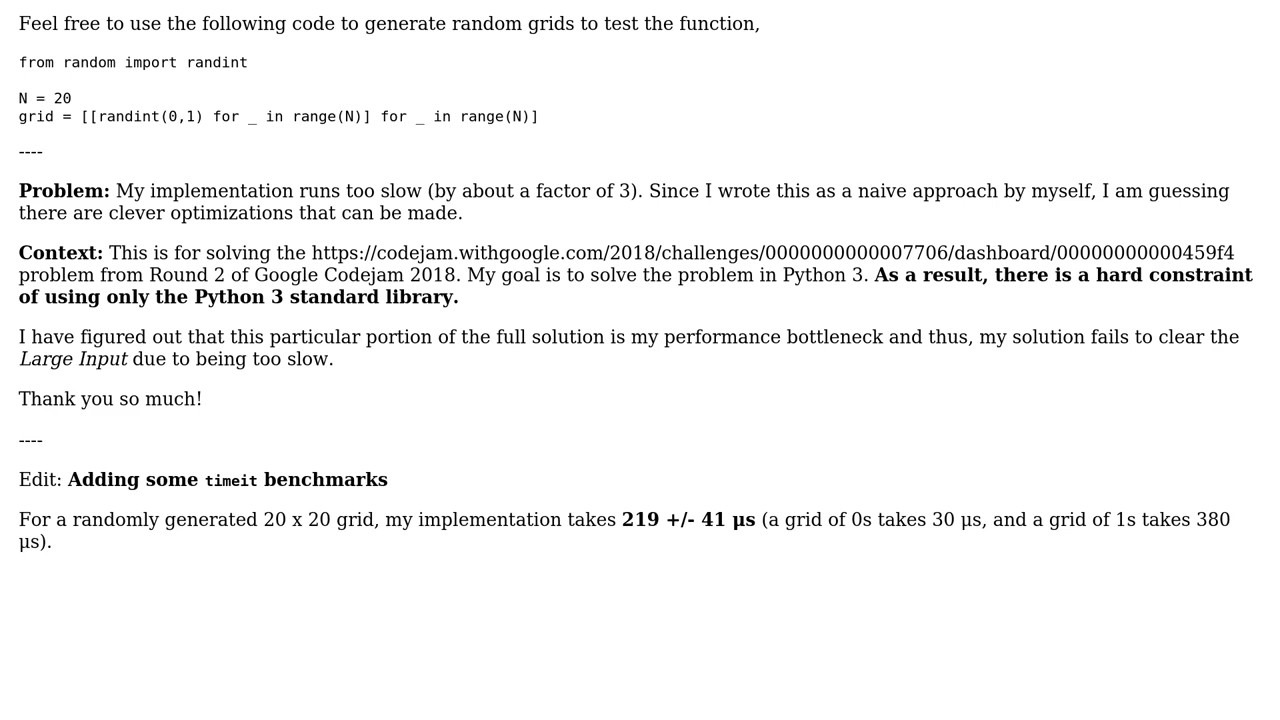 Feel free to use the following code to generate random grids to test the function,
from random import randint
N = 20
grid = [[randint(0,1) for _ in range(N)] for _ in range(N)]
----
Problem: My implementation runs too slow (by about a factor of 3). Since I wrote this as a naive approach by myself, I am guessing
there are clever optimizations that can be made.
Context: This is for solving the https://codejam.withgoogle.com/2018/challenges/0000000000007706/dashboard/00000000000459f4
problem from Round 2 of Google Codejam 2018. My goal is to solve the problem in Python 3. As a result, there is a hard constraint
of using only the Python 3 standard library.
I have figured out that this particular portion of the full solution is my performance bottleneck and thus, my solution fails to clear the
Large Input due to being too slow.
Thank you so much!
----
Edit: Adding some timeit benchmarks
For a randomly generated 20 x 20 grid, my implementation takes 219 +/- 41 μs (a grid of 0s takes 30 μs, and a grid of 1s takes 380
μs).